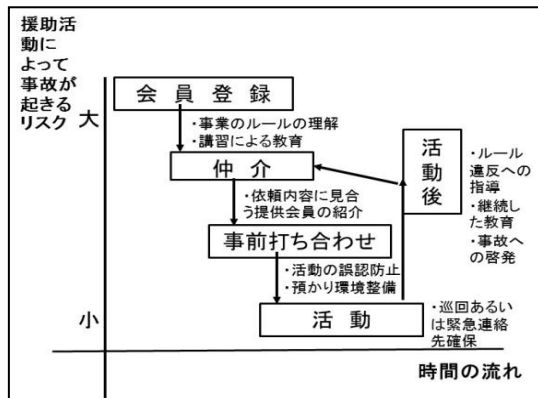 援助活
動に
よって
事故が
起きる
リスク
大
会員登録
・事業のルールの理解
・講習による教育
仲介
・依頼内容に見合
う提供会員の紹介
事前打ち合わせ
・活動の誤認防止
・預かり環境整備
小
活動
・巡回あるい
は緊急連絡
先確保
活動後
・ルール
違反への
指導
・継続し
た教育
・事故へ
の啓発
時間の流れ